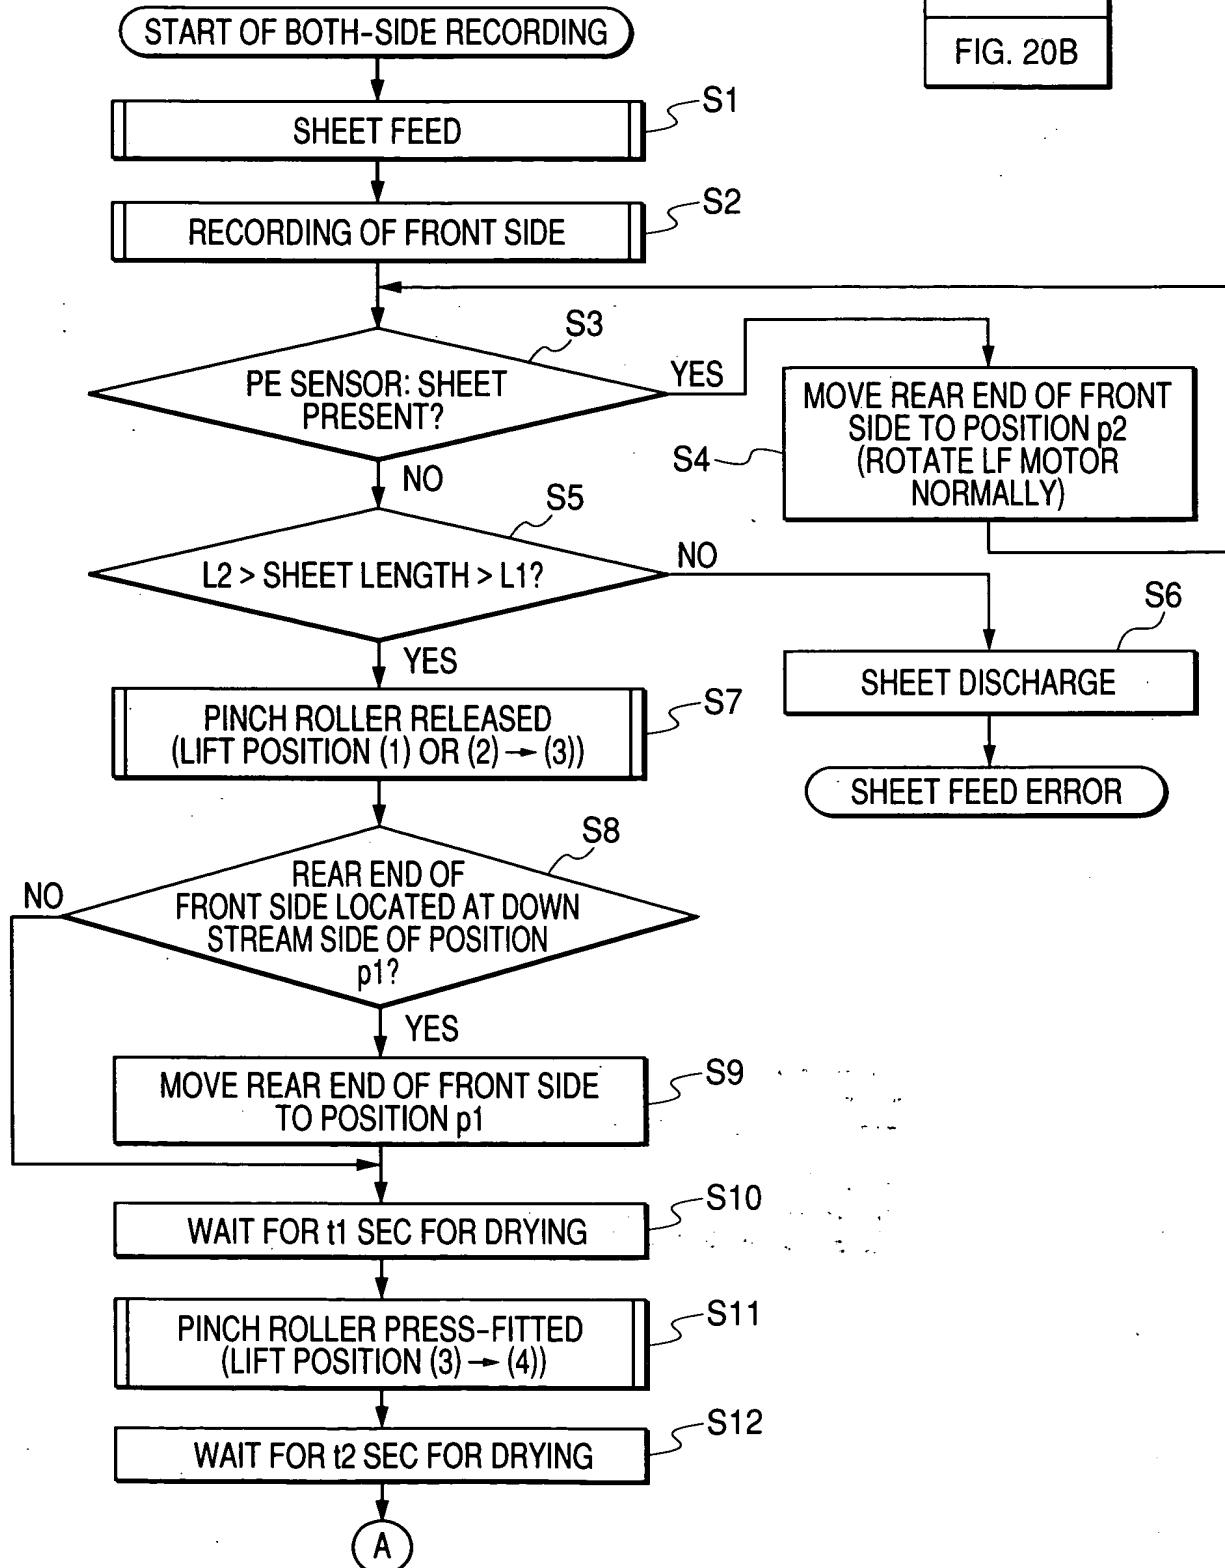 START OF BOTH-SIDE RECORDING
FIG. 20B
S1
SHEET FEED
S2
RECORDING OF FRONT SIDE
S3
PE SENSOR: SHEET
PRESENT?
YES
NO
S4
MOVE REAR END OF FRONT
SIDE TO POSITION p2
(ROTATE LF MOTOR
NORMALLY)
S5
L2 > SHEET LENGTH > L1?
NO
YES
S6
SHEET DISCHARGE
SHEET FEED ERROR
S7
PINCH ROLLER RELEASED
(LIFT POSITION (1) OR (2) → (3))
S8
REAR END OF
FRONT SIDE LOCATED AT DOWN
STREAM SIDE OF POSITION
p1?
NO
YES
S9
MOVE REAR END OF FRONT SIDE
TO POSITION p1
S10
WAIT FOR t1 SEC FOR DRYING
S11
PINCH ROLLER PRESS-FITTED
(LIFT POSITION (3) → (4))
S12
WAIT FOR t2 SEC FOR DRYING
A